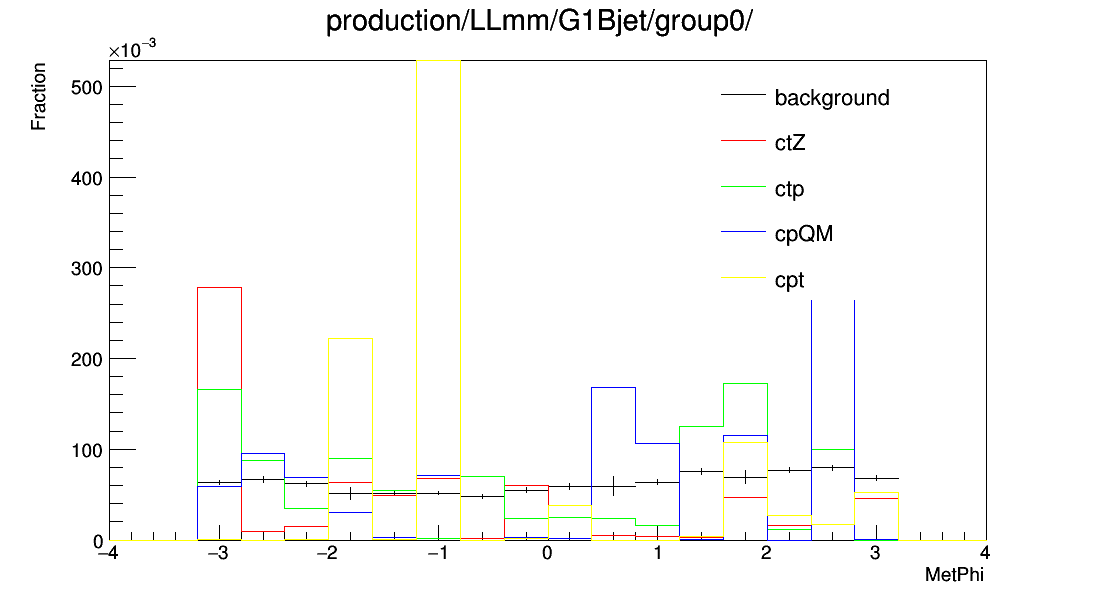 production/LLmm/G1Bjet/group0/
×10⁻³
Fraction
500
400
300
200
100
0
background
ctZ
ctp
cpQM
cpt
−4 −3 −2 −1 0 1 2 3 4
MetPhi